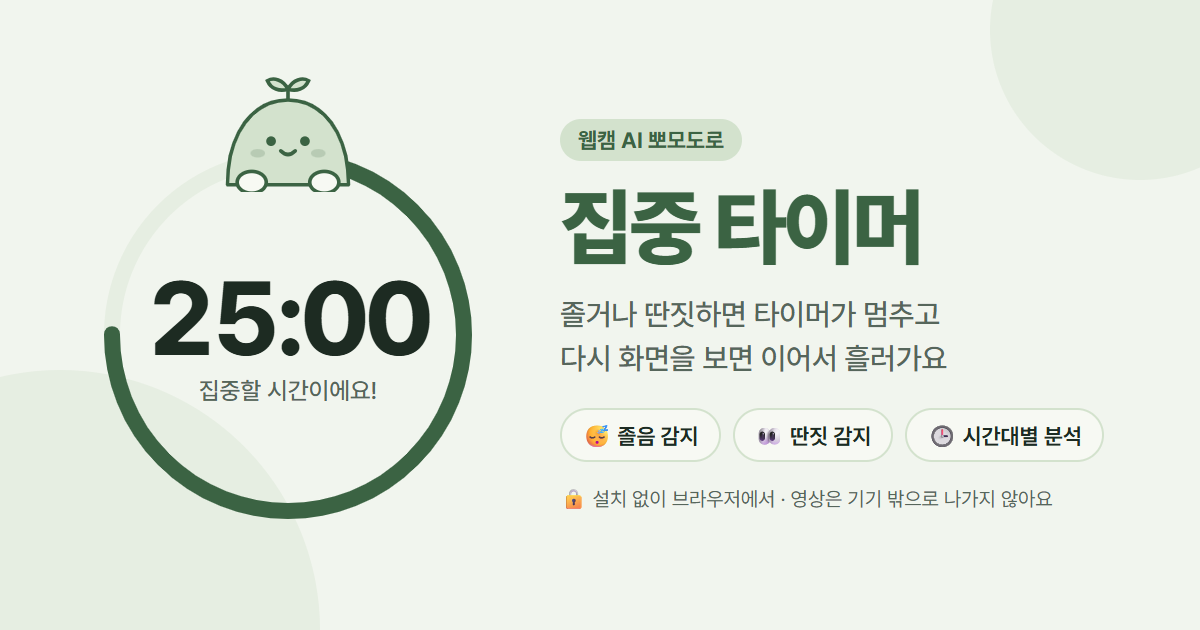 25:00
집중할 시간이에요!
웹캠 AI 뽀모도로
집중 타이머
졸거나 딴짓하면 타이머가 멈추고
다시 화면을 보면 이어서 흘러가요
😴 졸음 감지
👀 딴짓 감지
🕒 시간대별 분석
🔒 설치 없이 브라우저에서 · 영상은 기기 밖으로 나가지 않아요